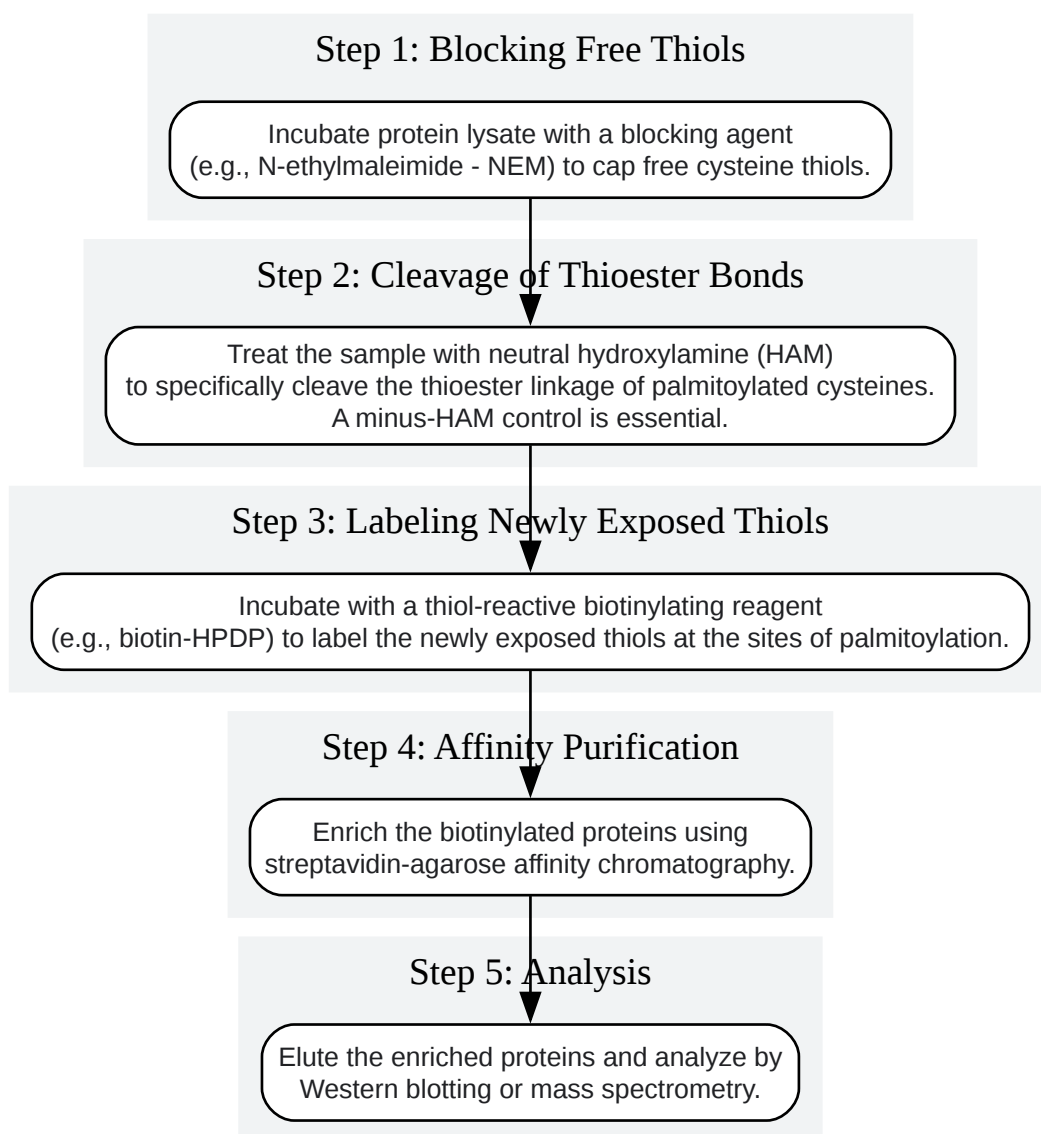 Step 1: Blocking Free Thiols
Incubate protein lysate with a blocking agent
(e.g., N-ethylmaleimide - NEM) to cap free cysteine thiols.
Step 2: Cleavage of Thioester Bonds
Treat the sample with neutral hydroxylamine (HAM)
to specifically cleave the thioester linkage of palmitoylated cysteines.
A minus-HAM control is essential.
Step 3: Labeling Newly Exposed Thiols
Incubate with a thiol-reactive biotinylating reagent
(e.g., biotin-HPDP) to label the newly exposed thiols at the sites of palmitoylation.
Step 4: Affinity Purification
Enrich the biotinylated proteins using
streptavidin-agarose affinity chromatography.
Step 5: Analysis
Elute the enriched proteins and analyze by
Western blotting or mass spectrometry.